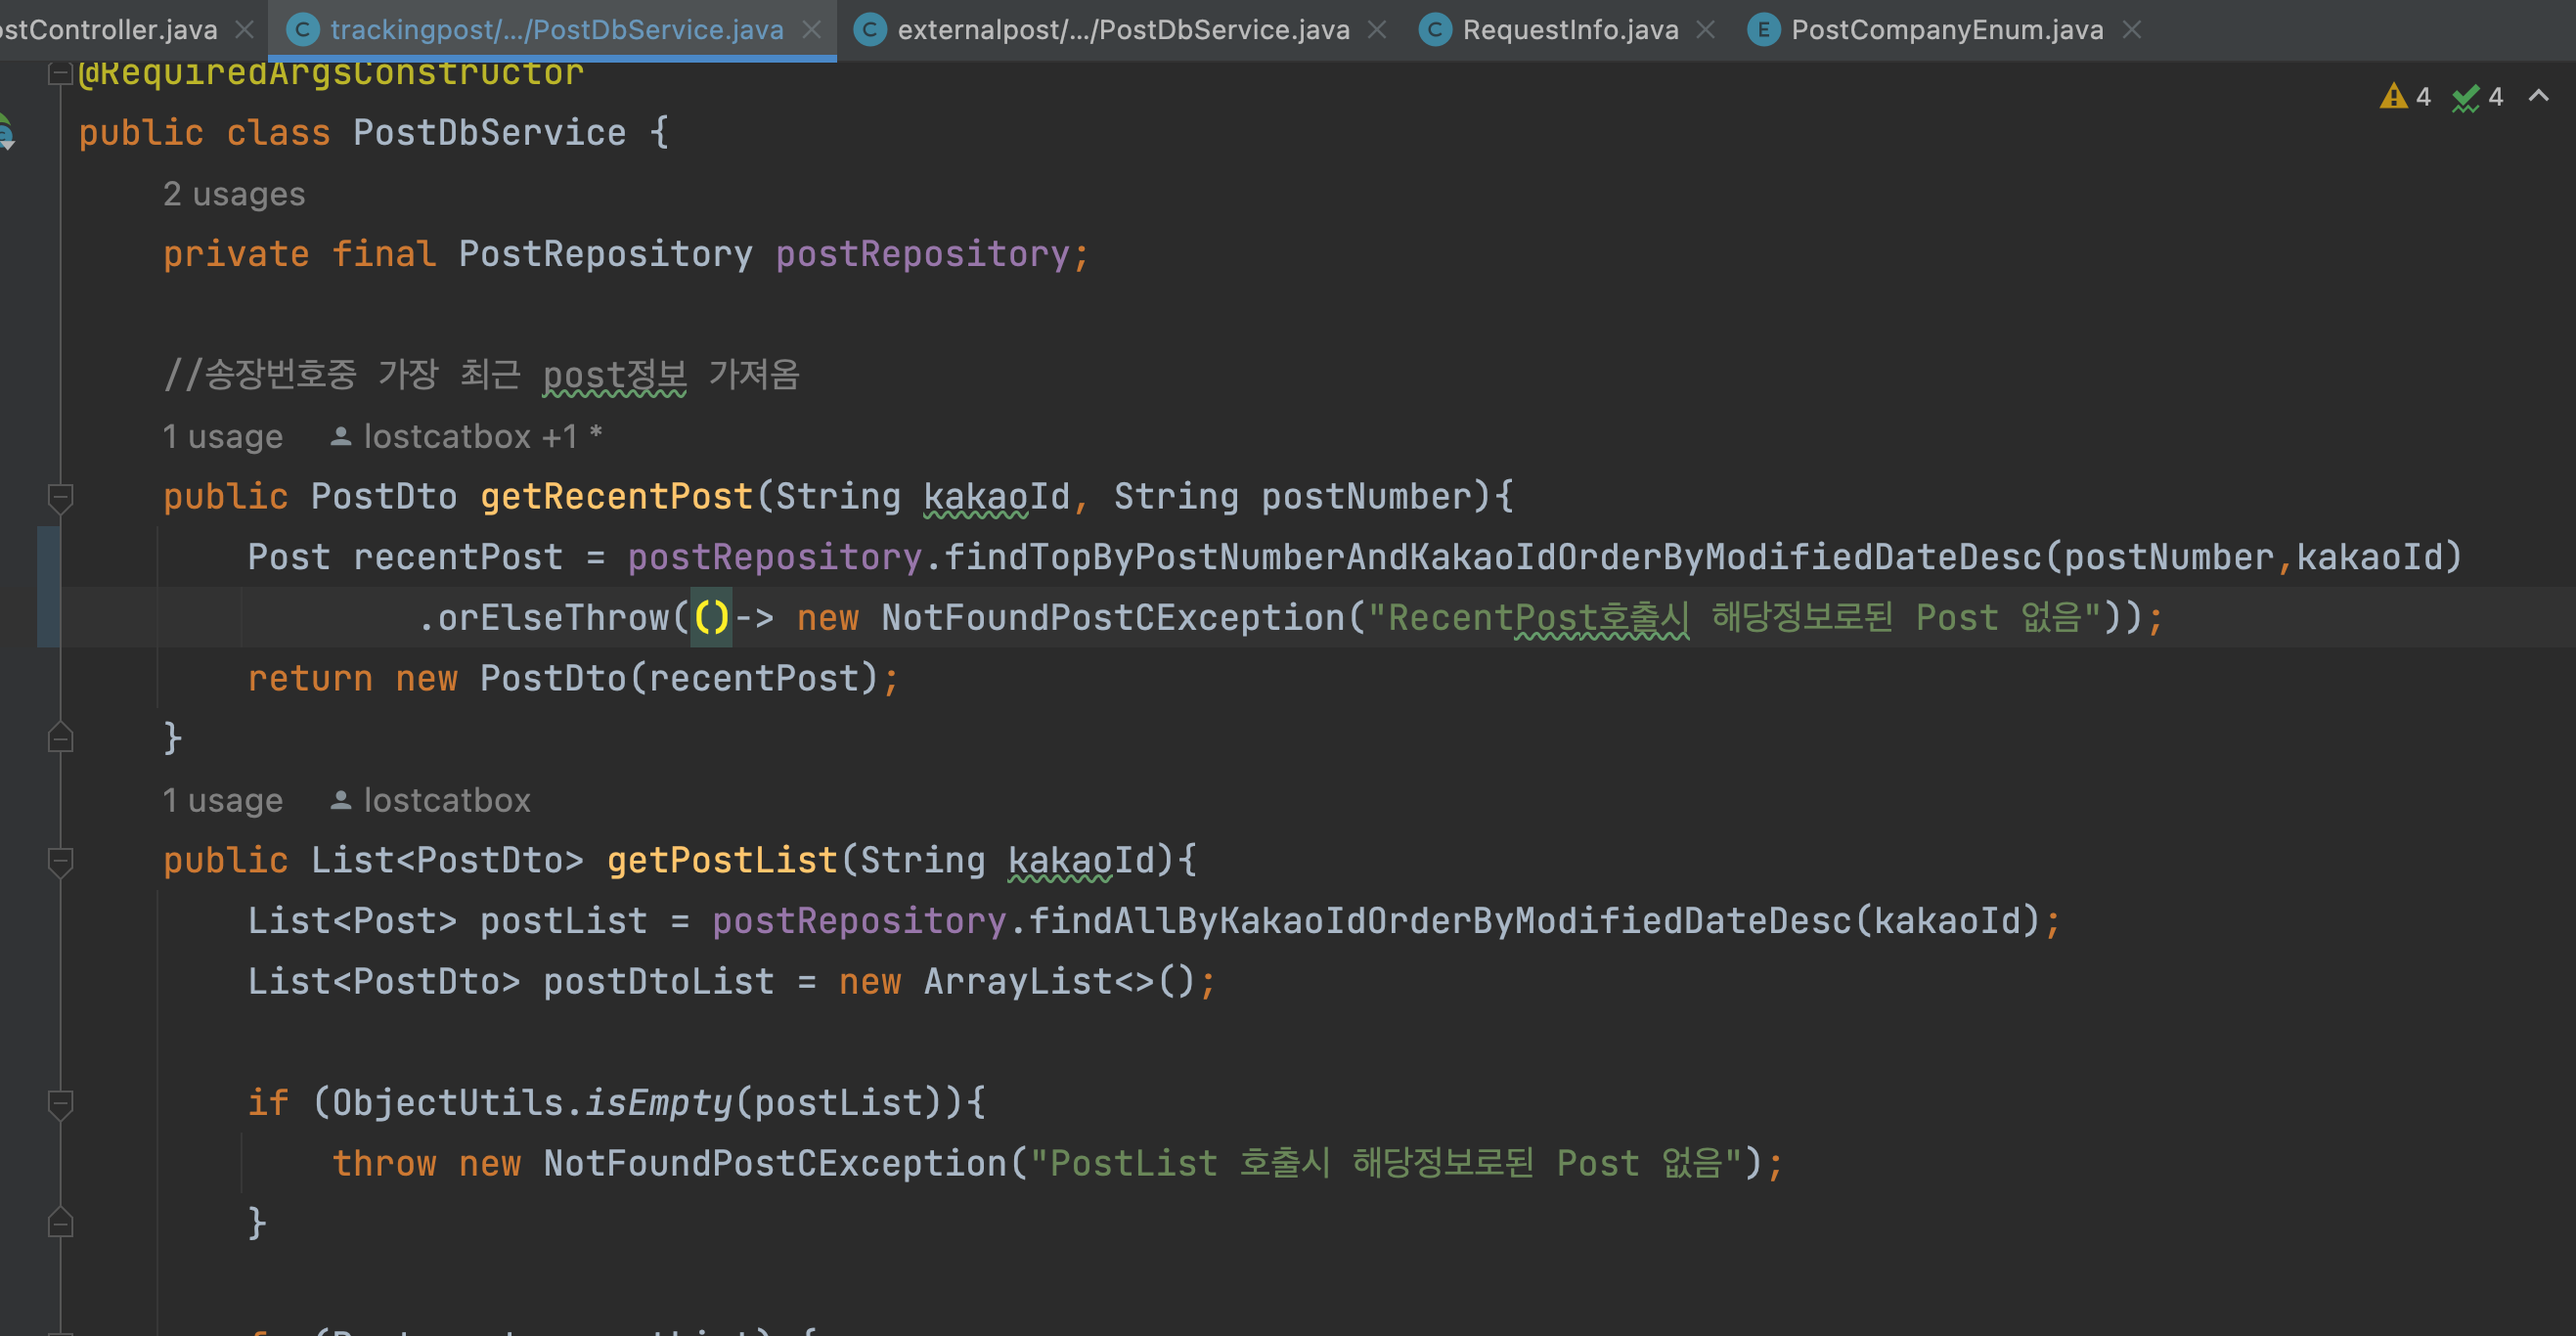 ostController.java
trackingpost/.../PostDbService.java
externalpost/.../PostDbService.java
RequestInfo.java
PostCompanyEnum.java
@RequiredArgsConstructor
4 4
public class PostDbService {
2 usages
private final PostRepository postRepository;
//송장번호중 가장 최근 post정보 가져옴
1 usage lostcatbox +1 *
public PostDto getRecentPost(String kakaoId, String postNumber){
Post recentPost = postRepository.findTopByPostNumberAndKakaoIdOrderByModifiedDateDesc(postNumber,kakaoId)
.orElseThrow(()-> new NotFoundPostCException("RecentPost호출시 해당정보로된 Post 없음"));
return new PostDto(recentPost);
}
1 usage lostcatbox
public List<PostDto> getPostList(String kakaoId){
List<Post> postList = postRepository.findAllByKakaoIdOrderByModifiedDateDesc(kakaoId);
List<PostDto> postDtoList = new ArrayList<>();
if (ObjectUtils.isEmpty(postList)){
throw new NotFoundPostCException("PostList 호출시 해당정보로된 Post 없음");
}